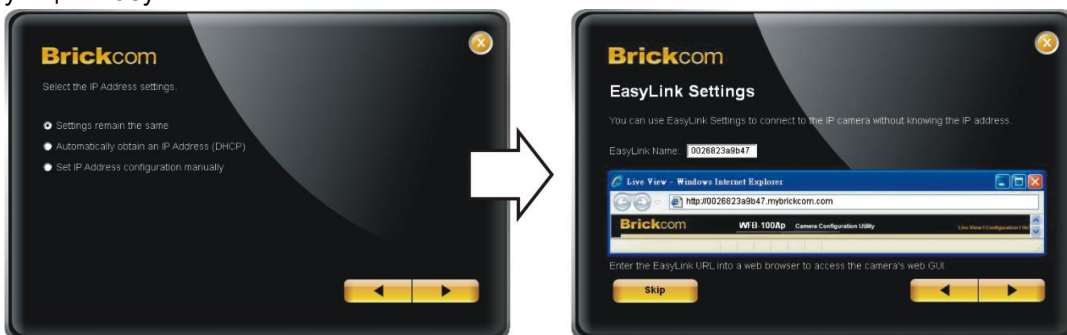 Brickcom
Select the IP Address settings.
Settings remain the same
Automatically obtain an IP Address (DHCP)
Set IP Address configuration manually
Brickcom
EasyLink Settings
You can use EasyLink Settings to connect to the IP camera without knowing the IP address.
EasyLink Name: 0026823a9b47
Live View - Windows Internet Explorer
http://0026823a9b47.mybrickcom.com
Brickcom WFB-100Ap Camera Configuration Utility Live View | Configuration |
Enter the EasyLink URL into a web browser to access the camera's web GUI.
Skip